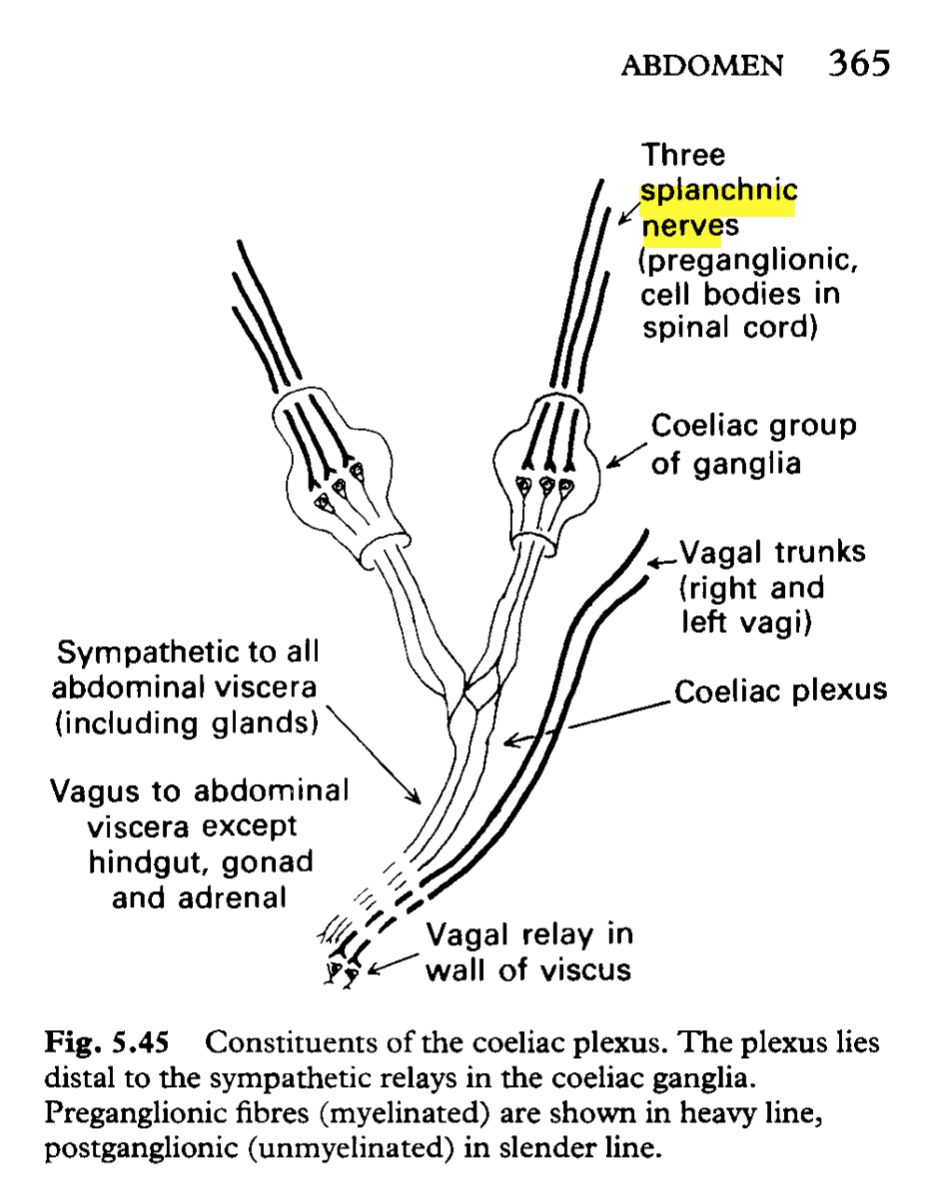 ABDOMEN 365
Three
splanchnic
nerves
(preganglionic,
cell bodies in
spinal cord)
Coeliac group
of ganglia
Vagal trunks
(right and
left vagi)
Sympathetic to all
abdominal viscera
(including glands)
Coeliac plexus
Vagus to abdominal
viscera except
hindgut, gonad
and adrenal
Vagal relay in
wall of viscus
Fig. 5.45 Constituents of the coeliac plexus. The plexus lies
distal to the sympathetic relays in the coeliac ganglia.
Preganglionic fibres (myelinated) are shown in heavy line,
postganglionic (unmyelinated) in slender line.